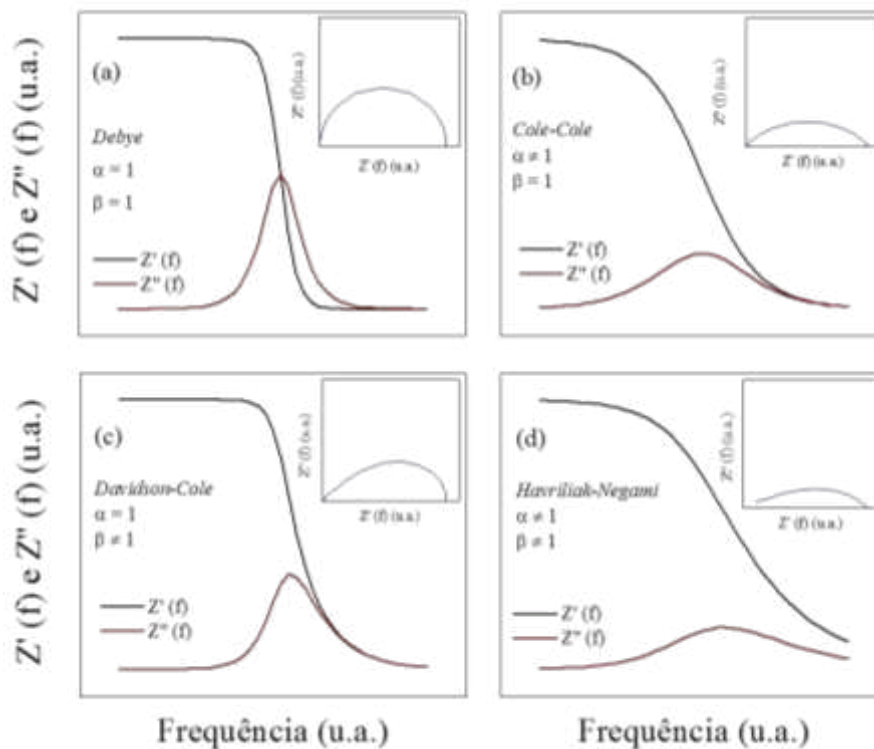 Z' (f) e Z" (f) (u.a.)
(a)
Debye
α = 1
β = 1
Z' (f)
Z" (f)
Z" (f)(u.a.)
Z' (f) (u.a.)
(b)
Cole-Cole
α ≠ 1
β = 1
Z' (f)
Z" (f)
Z" (f) (u.a.)
Z' (f) (u.a.)
Z' (f) e Z" (f) (u.a.)
(c)
Davidson-Cole
α = 1
β ≠ 1
Z' (f)
Z" (f)
Z" (f) (u.a.)
Z' (f) (u.a.)
(d)
Havriliak-Negami
α ≠ 1
β ≠ 1
Z' (f)
Z" (f)
Z" (f) (u.a.)
Z' (f) (u.a.)
Frequência (u.a.)
Frequência (u.a.)